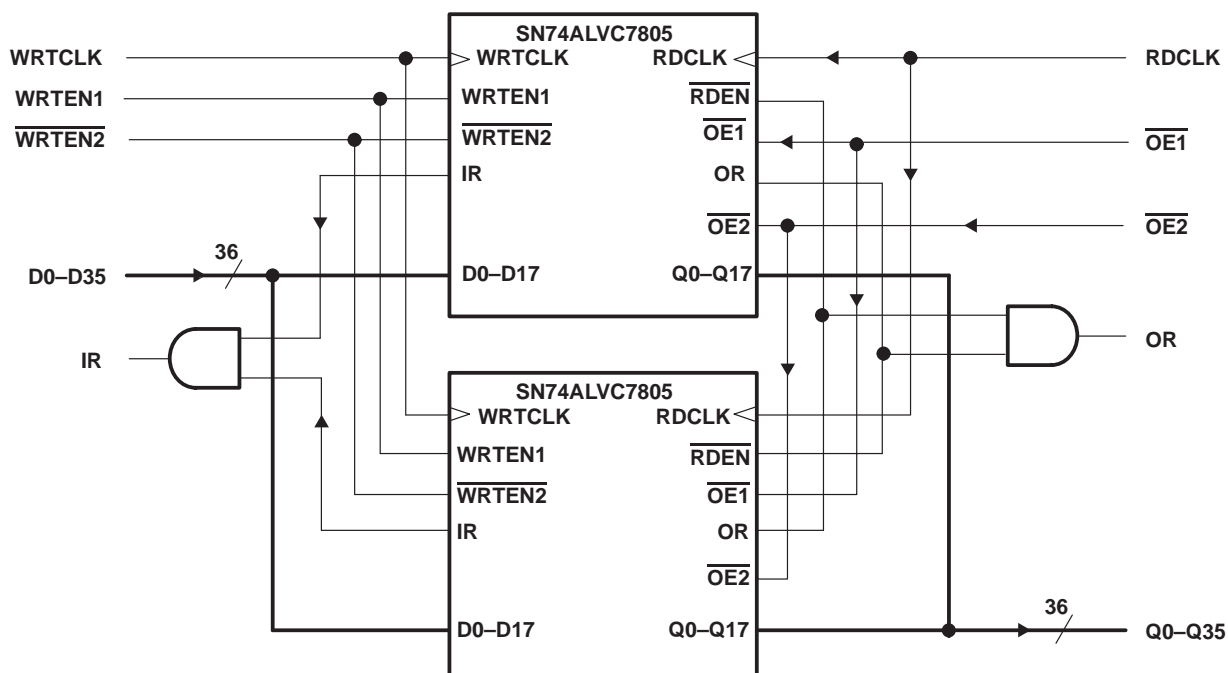 SN74ALVC7805
WRTCLK
WRTCLK
RDCLK
RDCLK
WRTEN1
WRTEN1
RDEN
WRTEN2
WRTEN2
OE1
OE1
IR
OR
OE2
OE2
36
D0–D35
D0–D17
Q0–Q17
IR
OR
SN74ALVC7805
WRTCLK
RDCLK
WRTEN1
RDEN
WRTEN2
OE1
IR
OR
OE2
36
D0–D17
Q0–Q17
Q0–Q35